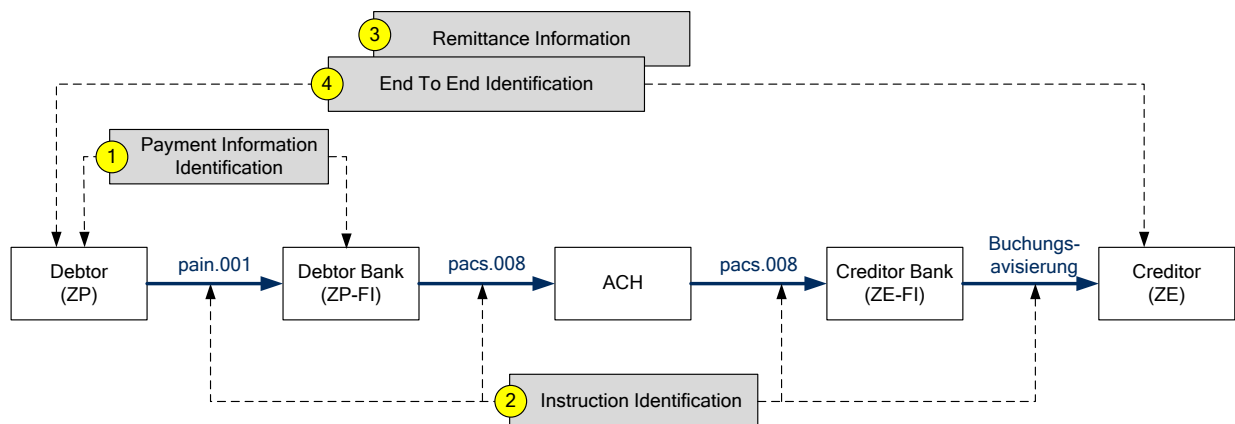 3
Remittance Information
4
End To End Identification
1
Payment Information
Identification
Debtor
(ZP)
pain.001
Debtor Bank
(ZP-FI)
pacs.008
ACH
pacs.008
Creditor Bank
(ZE-FI)
Buchungs-
avisierung
Creditor
(ZE)
2
Instruction Identification